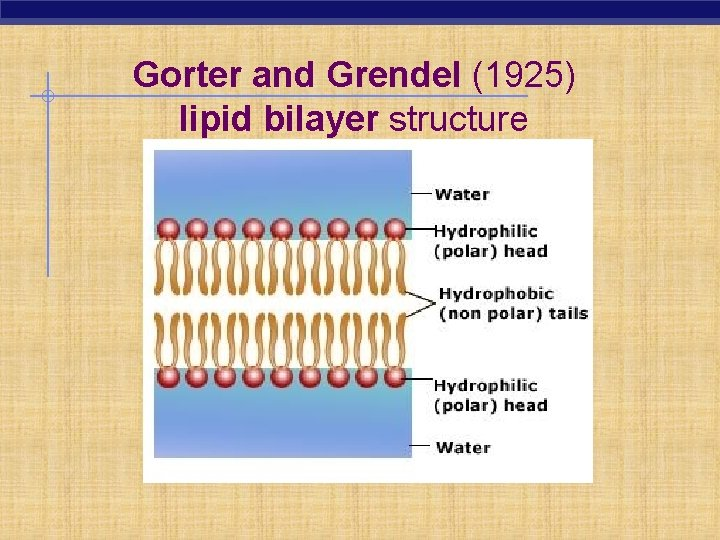 Gorter and Grendel (1925)
lipid bilayer structure
Water
Hydrophilic
(polar) head
Hydrophobic
(non polar) tails
Hydrophilic
(polar) head
Water